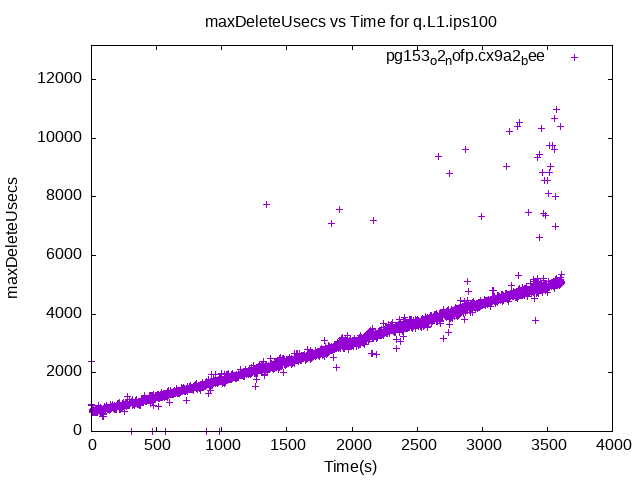 maxDeleteUsecs vs Time for q.L1.ips100
pg153o2nofp.cx9a2bee
12000
10000
8000
6000
4000
2000
0
maxDeleteUsecs
0 500 1000 1500 2000 2500 3000 3500 4000
Time(s)